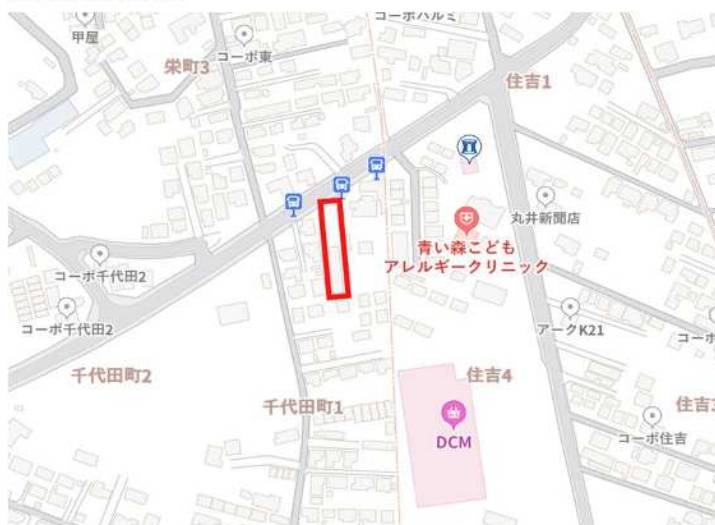 コーポハルミ
甲屋
コーポ東
栄町3
住吉1
丸井新聞店
青い森こども
アレルギークリニック
コーポ千代田2
コーポ千代田2
アークK21
コーポ
千代田町2
住吉4
千代田町1
住吉3
コーポ住吉
DCM